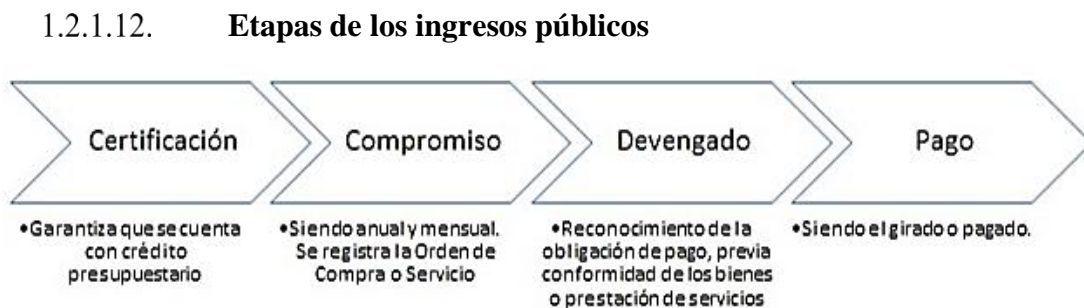 1.2.1.12. Etapas de los ingresos públicos
Certificación
•Garantiza que se cuenta
con crédito
presupuestario
Compromiso
•Siendo anual y mensual.
Se registra la Orden de
Compra o Servicio
Devengado
•Reconocimiento de la
obligación de pago, previa
conformidad de los bienes
o prestación de servicios
Pago
•Siendo el girado o pagado.